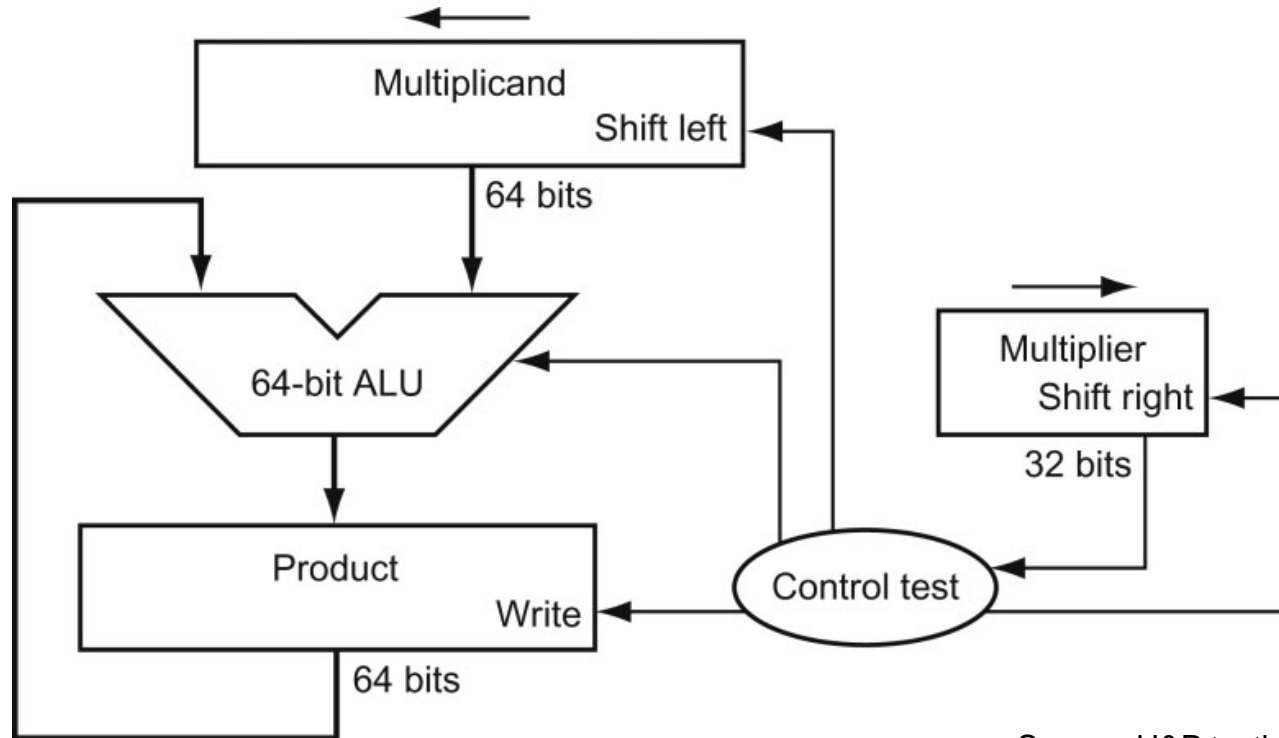 Multiplicand
Shift left
64 bits
64-bit ALU
Multiplier
Shift right
32 bits
Control test
Product
Write
64 bits